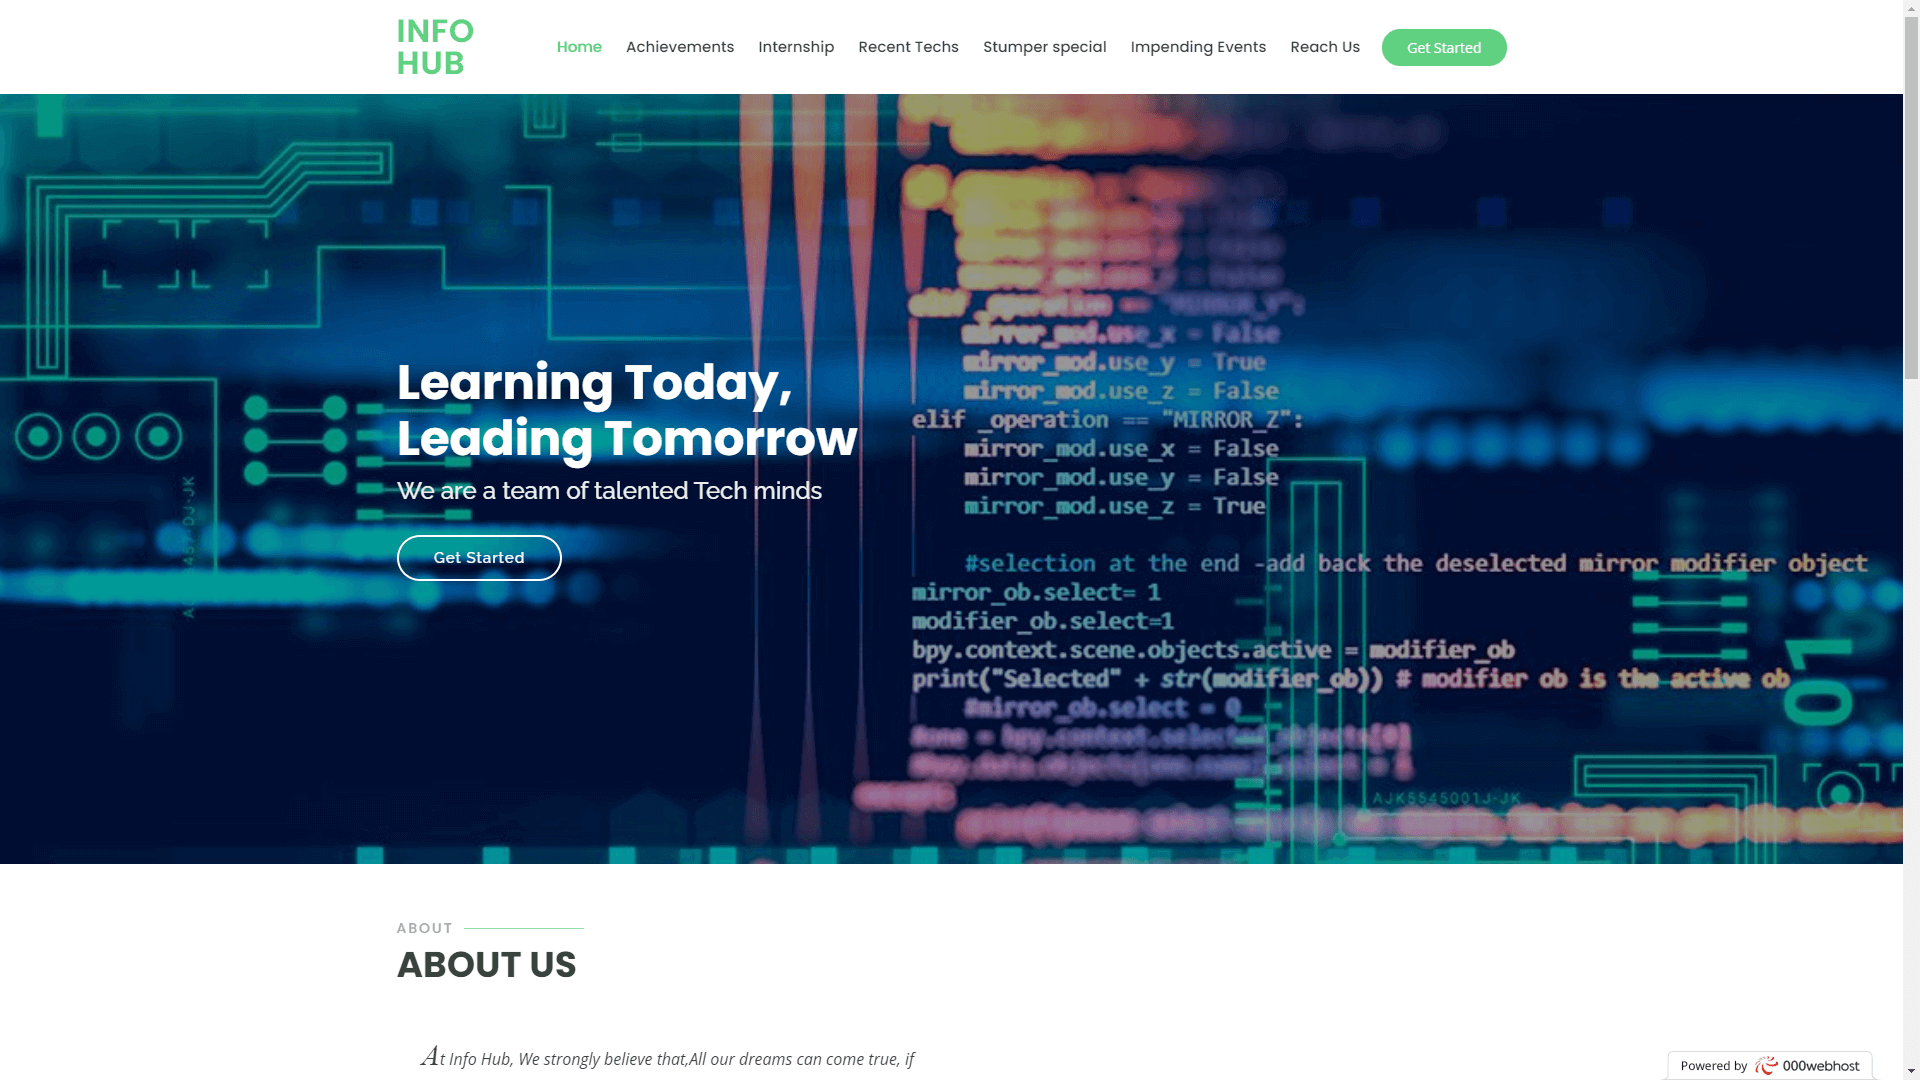 INFO
HUB
Home
Achievements
Internship
Recent Techs
Stumper special
Impending Events
Reach Us
Get Started
elif _operation == "MIRROR_Y":
mirror_mod.use_x = False
mirror_mod.use_y = True
mirror_mod.use_z = False
elif _operation == "MIRROR_Z":
mirror_mod.use_x = False
mirror_mod.use_y = False
mirror_mod.use_z = True
#selection at the end -add back the deselected mirror modifier object
mirror_ob.select= 1
modifier_ob.select=1
bpy.context.scene.objects.active = modifier_ob
print("Selected" + str(modifier_ob)) # modifier ob is the active ob
#mirror_ob.select = 0
01
AJK5545001J-JK
Learning Today,
Leading Tomorrow
We are a team of talented Tech minds
Get Started
ABOUT
ABOUT US
At Info Hub, We strongly believe that,All our dreams can come true, if
Powered by 000webhost